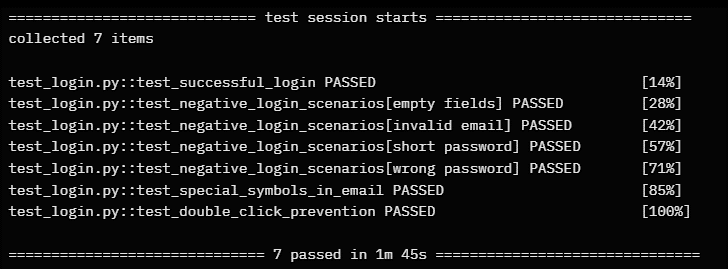 ============================= test session starts ==============================
collected 7 items
test_login.py::test_successful_login PASSED [14%]
test_login.py::test_negative_login_scenarios[empty fields] PASSED [28%]
test_login.py::test_negative_login_scenarios[invalid email] PASSED [42%]
test_login.py::test_negative_login_scenarios[short password] PASSED [57%]
test_login.py::test_negative_login_scenarios[wrong password] PASSED [71%]
test_login.py::test_special_symbols_in_email PASSED [85%]
test_login.py::test_double_click_prevention PASSED [100%]
============================== 7 passed in 1m 45s ===============================